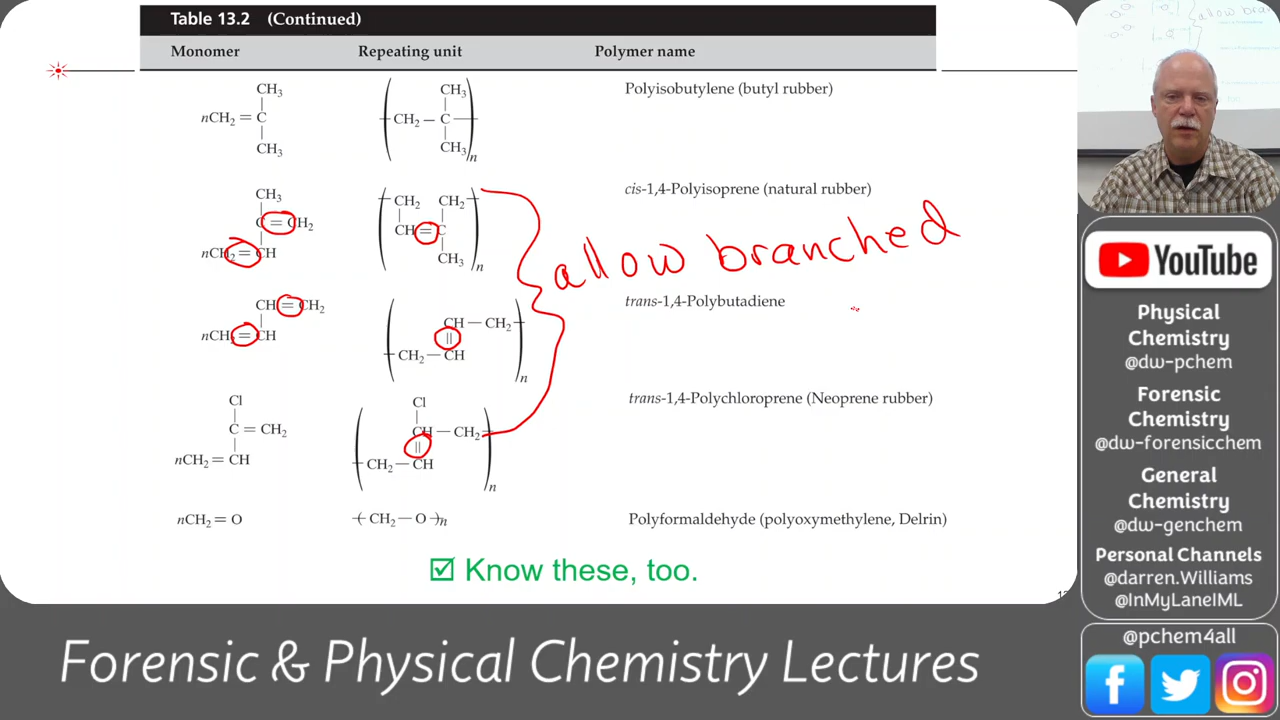 Table 13.2 (Continued)
Monomer Repeating unit Polymer name
CH3
nCH2 = C
CH3
CH3
CH2 — C
CH3
n
Polyisobutylene (butyl rubber)
CH3
C = CH2
nCH2 = CH
CH2 CH2
CH = C
CH3
n
cis-1,4-Polyisoprene (natural rubber)
allow branched
CH = CH2
nCH2 = CH
CH — CH2
CH2 — CH
n
trans-1,4-Polybutadiene
Cl
C = CH2
nCH2 = CH
Cl
CH — CH2
CH2 — CH
n
trans-1,4-Polychloroprene (Neoprene rubber)
nCH2 = O
CH2 — O
n
Polyformaldehyde (polyoxymethylene, Delrin)
☑ Know these, too.
Forensic & Physical Chemistry Lectures
YouTube
Physical
Chemistry
@dw-pchem
Forensic
Chemistry
@dw-forensicchem
General
Chemistry
@dw-genchem
Personal Channels
@darren.Williams
@InMyLaneIML
@pchem4all